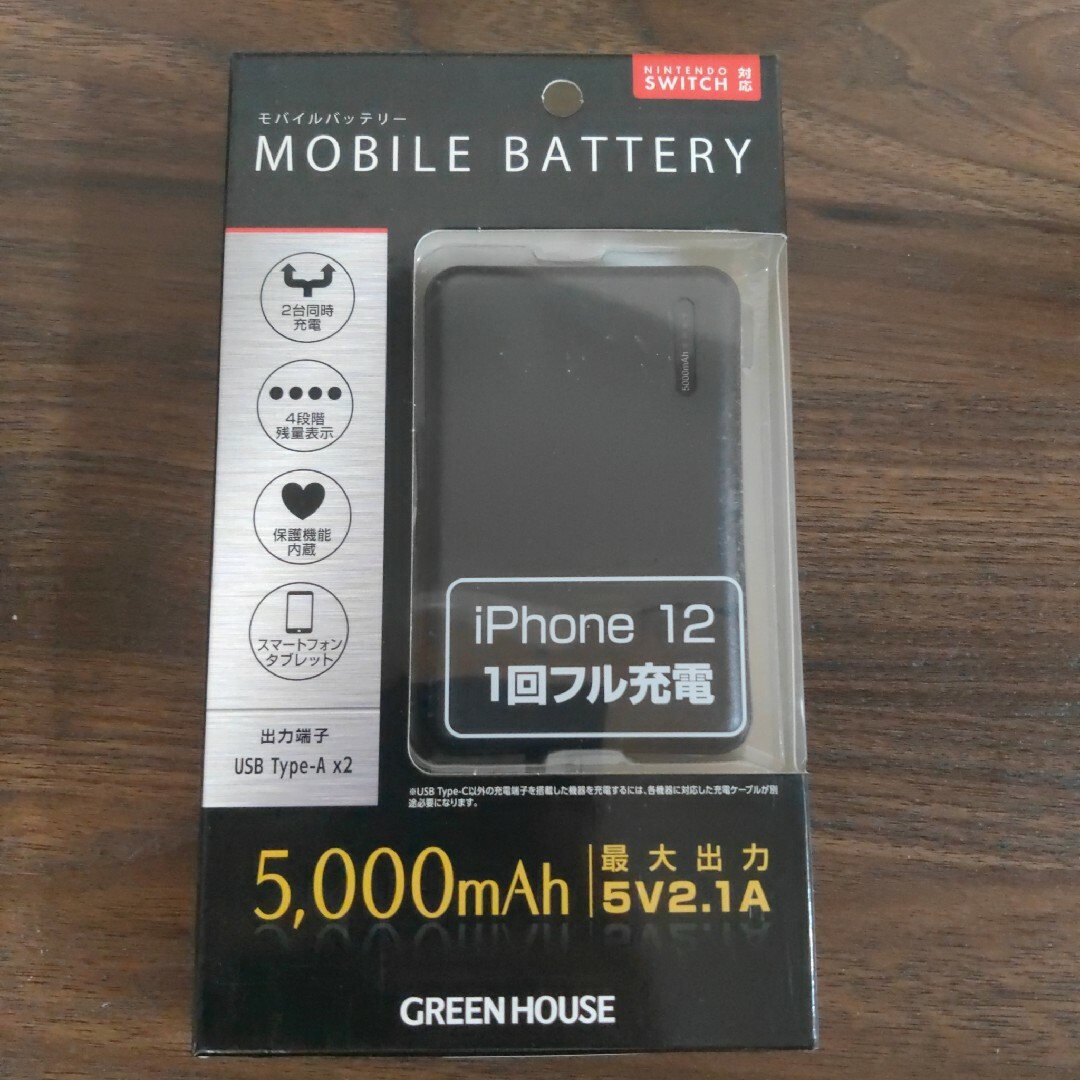 NINTENDO
SWITCH
対応
モバイルバッテリー
MOBILE BATTERY
2台同時
充電
4段階
残量表示
保護機能
内蔵
スマートフォン
タブレット
出力端子
USB Type-A x2
5000mAh
iPhone 12
1回フル充電
※USB Type-C以外の充電端子を搭載した機器を充電するには、各機器に対応した充電ケーブルが別
途必要になります。
5,000mAh
最大出力
5V2.1A
GREEN HOUSE